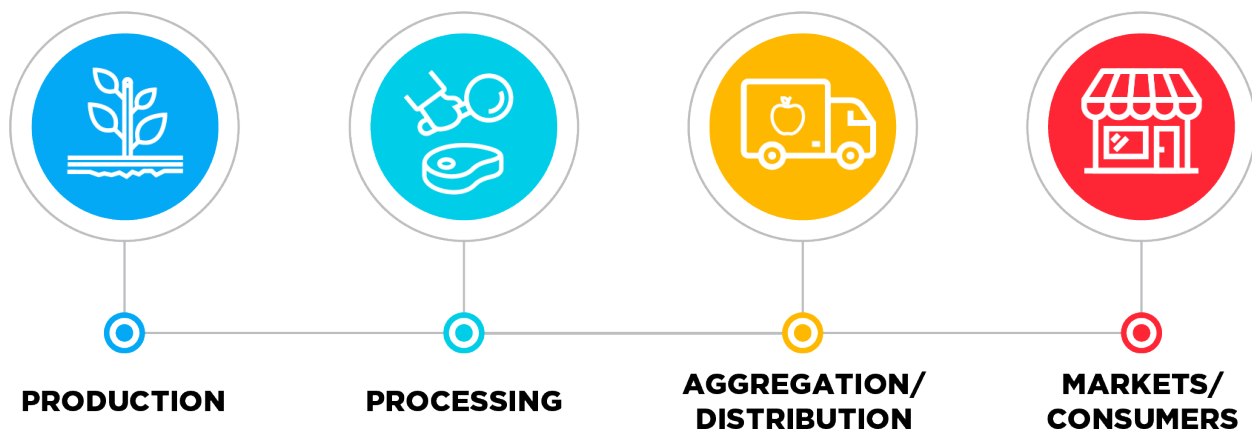 PRODUCTION
PROCESSING
AGGREGATION/
DISTRIBUTION
MARKETS/
CONSUMERS